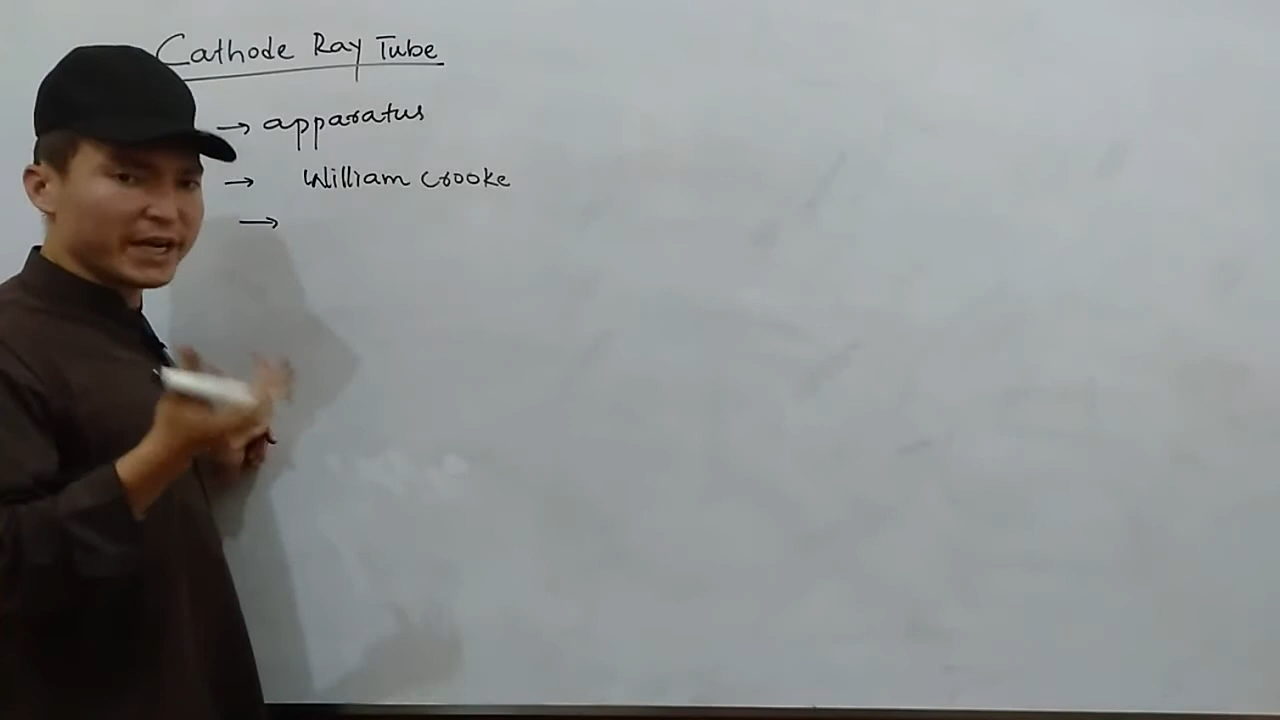 Cathode Ray Tube
→ apparatus
→ William Crooke
→